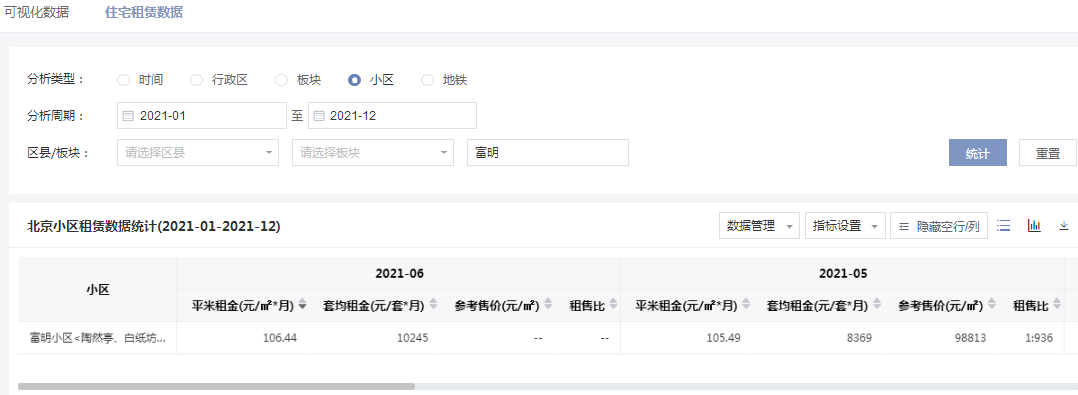 可视化数据 住宅租赁数据
分析类型： 时间 行政区 板块 小区 地铁
分析周期： 2021-01 至 2021-12
区县/板块： 请选择区县 请选择板块 富明 统计 重置
北京小区租赁数据统计(2021-01-2021-12) 数据管理 指标设置 隐藏空行/列
小区 2021-06 2021-05
平米租金(元/㎡*月) 套均租金(元/套*月) 参考售价(元/㎡) 租售比 平米租金(元/㎡*月) 套均租金(元/套*月) 参考售价(元/㎡) 租售比
富明小区<陶然亭、白纸坊... 106.44 10245 -- -- 105.49 8369 98813 1:936